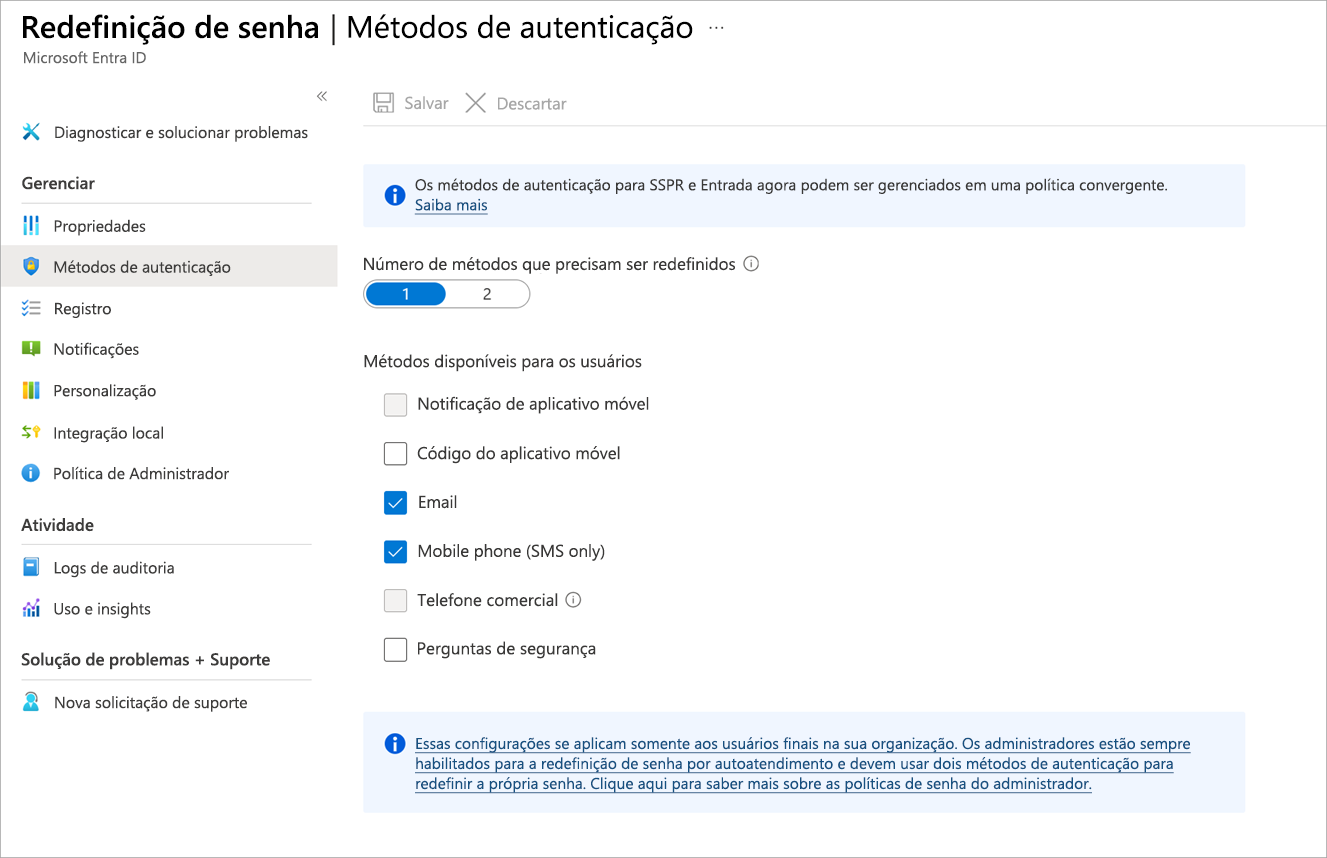 Redefinição de senha | Métodos de autenticação ...
Microsoft Entra ID
«
Diagnosticar e solucionar problemas
Gerenciar
Propriedades
Métodos de autenticação
Registro
Notificações
Personalização
Integração local
Política de Administrador
Atividade
Logs de auditoria
Uso e insights
Solução de problemas + Suporte
Nova solicitação de suporte
Salvar Descartar
Os métodos de autenticação para SSPR e Entrada agora podem ser gerenciados em uma política convergente.
Saiba mais
Número de métodos que precisam ser redefinidos
1 2
Métodos disponíveis para os usuários
Notificação de aplicativo móvel
Código do aplicativo móvel
Email
Mobile phone (SMS only)
Telefone comercial
Perguntas de segurança
Essas configurações se aplicam somente aos usuários finais na sua organização. Os administradores estão sempre
habilitados para a redefinição de senha por autoatendimento e devem usar dois métodos de autenticação para
redefinir a própria senha. Clique aqui para saber mais sobre as políticas de senha do administrador.